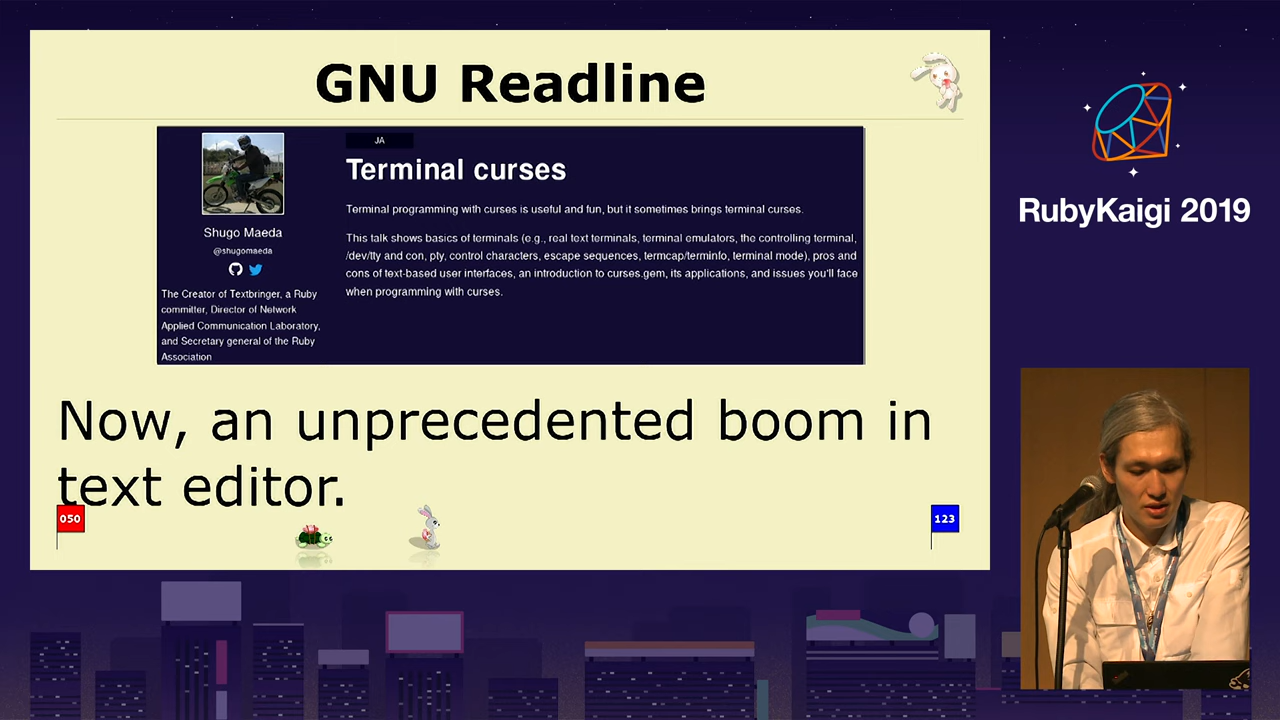 GNU Readline
JA
Terminal curses
Terminal programming with curses is useful and fun, but it sometimes brings terminal curses.
This talk shows basics of terminals (e.g., real text terminals, terminal emulators, the controlling terminal,
/dev/tty and con, pty, control characters, escape sequences, termcap/terminfo, terminal mode), pros and
cons of text-based user interfaces, an introduction to curses.gem, its applications, and issues you'll face
when programming with curses.
Shugo Maeda
@shugomaeda
The Creator of Textbringer, a Ruby
committer, Director of Network
Applied Communication Laboratory,
and Secretary general of the Ruby
Association
Now, an unprecedented boom in
text editor.
050
123
RubyKaigi 2019